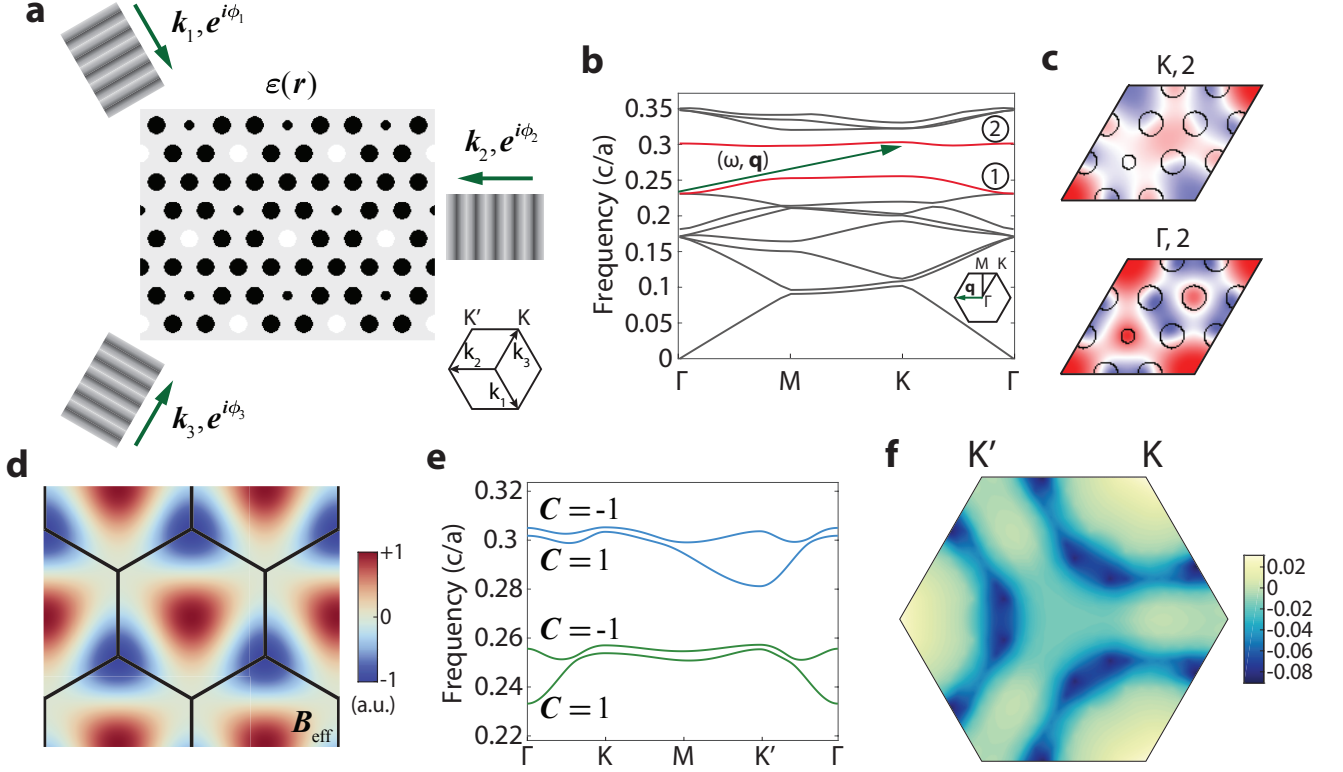 a
k₁, e^{iϕ₁}
ε(r)
k₂, e^{iϕ₂}
k₃, e^{iϕ₃}
K' K
k₂ k₃
k₁
b
Frequency (c/a)
0.35
0.3
0.25
0.2
0.15
0.1
0.05
0
Γ M K Γ
2
(ω, q)
1
M K
q
Γ
c
K, 2
Γ, 2
d
B_eff
+1
0
-1
(a.u.)
e
Frequency (c/a)
0.32
0.3
0.28
0.26
0.24
0.22
C = -1
C = 1
C = -1
C = 1
Γ K M K' Γ
f
K' K
0.02
0
-0.02
-0.04
-0.06
-0.08